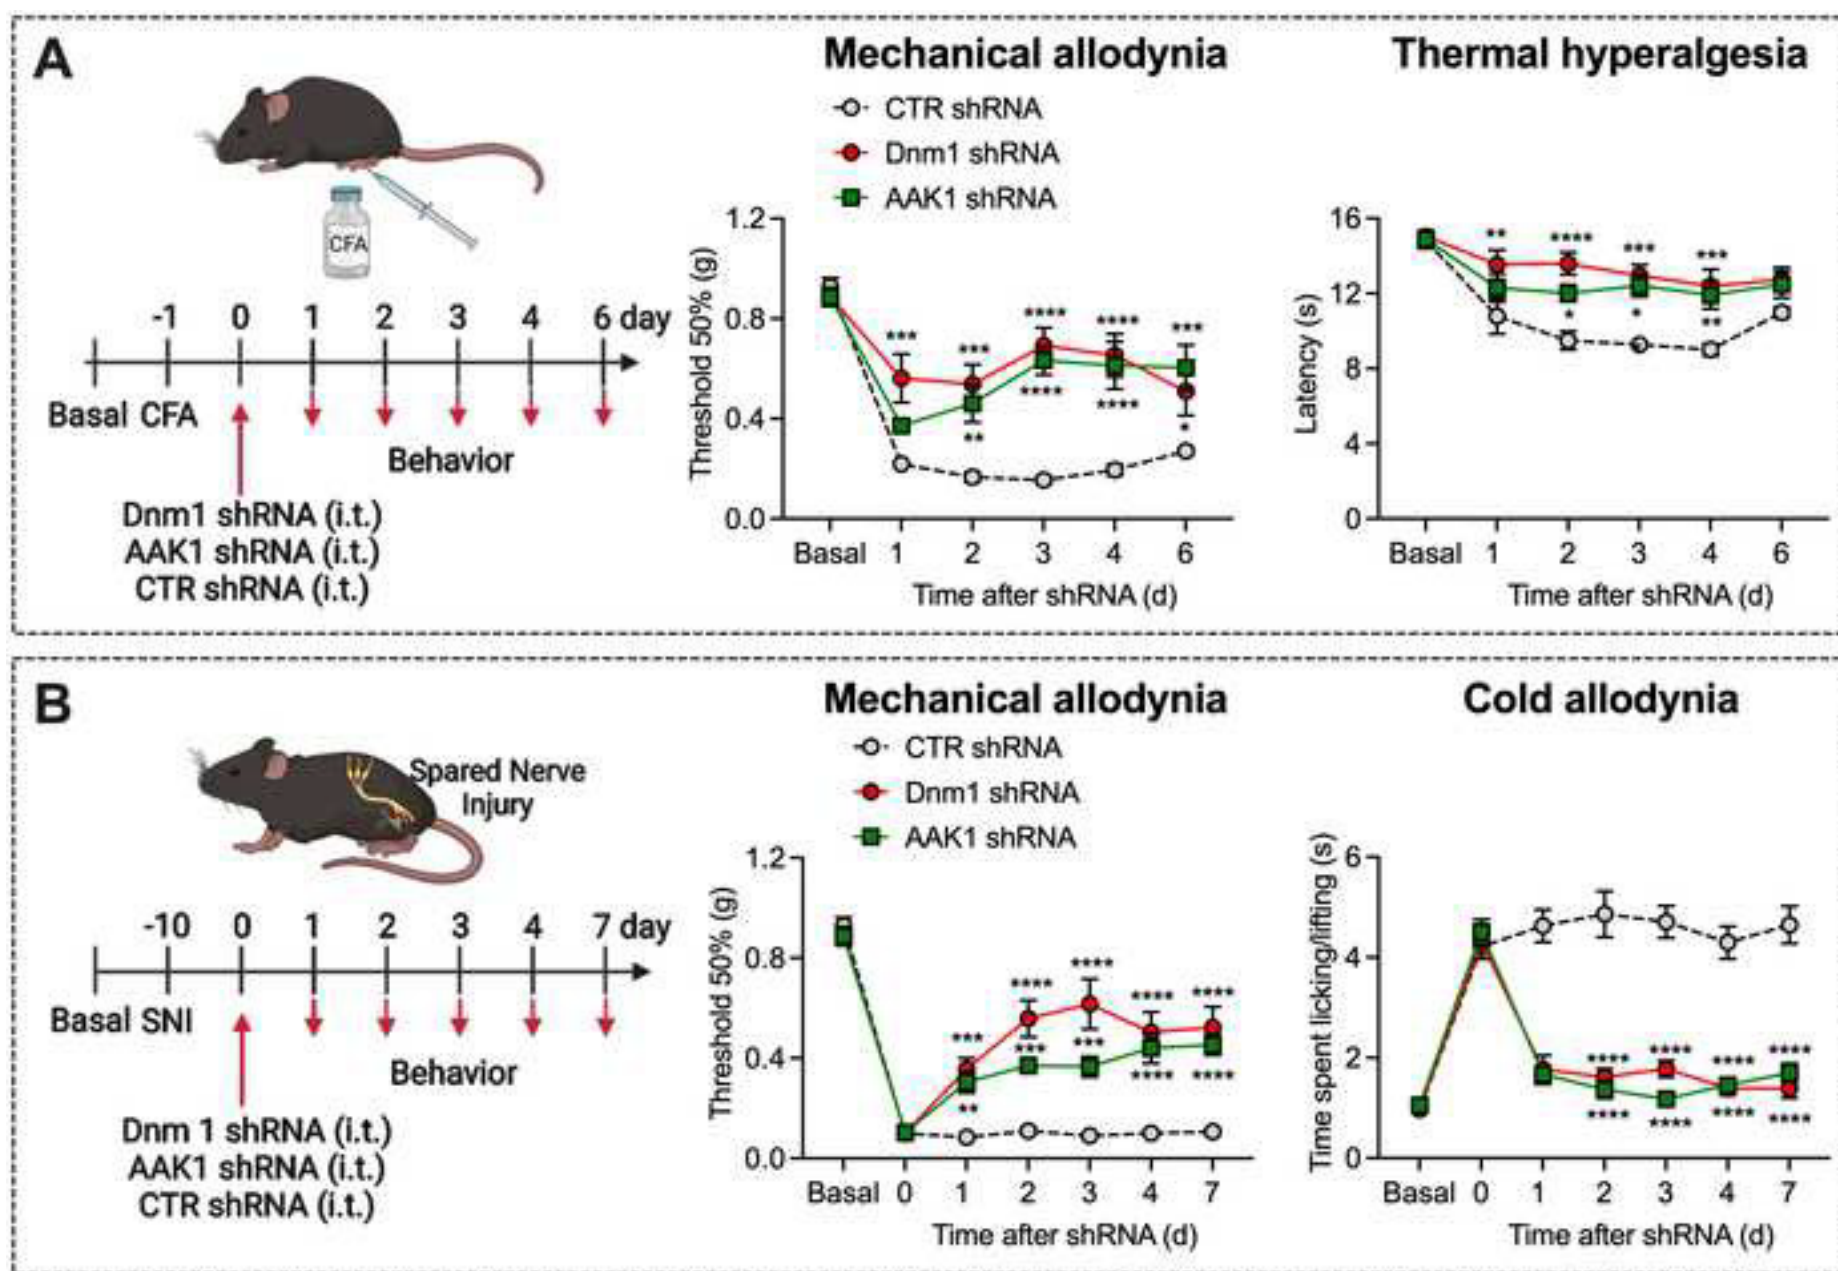 A
CFA
-1 0 1 2 3 4 6 day
Basal CFA
Behavior
Dnm1 shRNA (i.t.)
AAK1 shRNA (i.t.)
CTR shRNA (i.t.)
Mechanical allodynia
CTR shRNA
Dnm1 shRNA
AAK1 shRNA
Threshold 50% (g)
1.2
0.8
0.4
0.0
*** *** **** **** ***
** **** **** *
Basal 1 2 3 4 6
Time after shRNA (d)
Thermal hyperalgesia
Latency (s)
16
12
8
4
0
** **** *** ***
* * **
Basal 1 2 3 4 6
Time after shRNA (d)
B
Spared Nerve
Injury
-10 0 1 2 3 4 7 day
Basal SNI
Behavior
Dnm 1 shRNA (i.t.)
AAK1 shRNA (i.t.)
CTR shRNA (i.t.)
Mechanical allodynia
CTR shRNA
Dnm1 shRNA
AAK1 shRNA
Threshold 50% (g)
1.2
0.8
0.4
0.0
*** **** **** **** ****
** *** *** **** ****
Basal 0 1 2 3 4 7
Time after shRNA (d)
Cold allodynia
Time spent licking/lifting (s)
6
4
2
0
**** **** **** ****
**** **** **** ****
Basal 0 1 2 3 4 7
Time after shRNA (d)